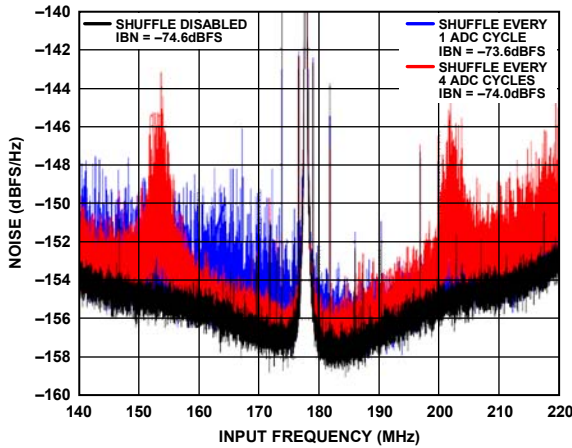 SHUFFLE DISABLED
IBN = –74.6dBFS
SHUFFLE EVERY
1 ADC CYCLE
IBN = –73.6dBFS
SHUFFLE EVERY
4 ADC CYCLES
IBN = –74.0dBFS
NOISE (dBFS/Hz)
–140
–142
–144
–146
–148
–150
–152
–154
–156
–158
–160
140 150 160 170 180 190 200 210 220
INPUT FREQUENCY (MHz)